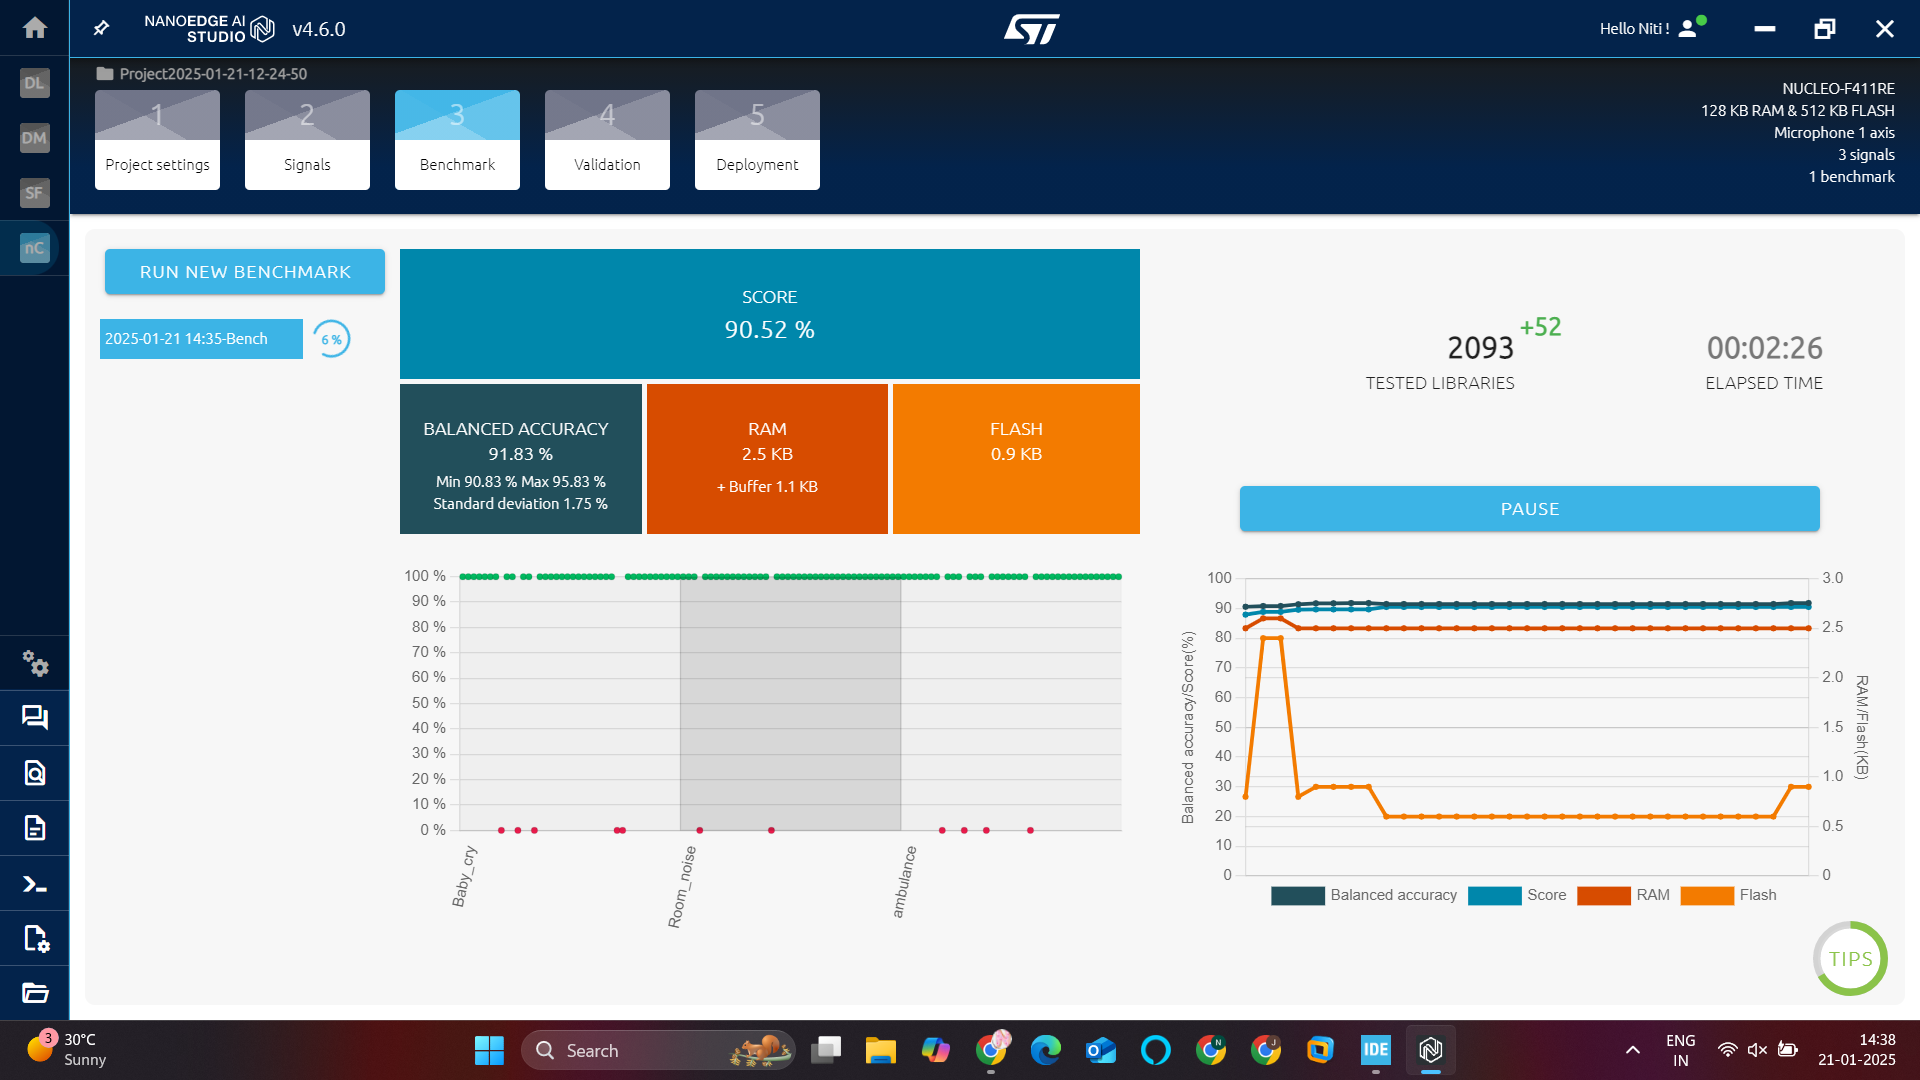 NANOEDGE AI
STUDIO
v4.6.0
Hello Niti !
DL
DM
SF
nC
Project2025-01-21-12-24-50
1
Project settings
2
Signals
3
Benchmark
4
Validation
5
Deployment
NUCLEO-F411RE
128 KB RAM & 512 KB FLASH
Microphone 1 axis
3 signals
1 benchmark
RUN NEW BENCHMARK
2025-01-21 14:35-Bench
6 %
SCORE
90.52 %
BALANCED ACCURACY
91.83 %
Min 90.83 % Max 95.83 %
Standard deviation 1.75 %
RAM
2.5 KB
+ Buffer 1.1 KB
FLASH
0.9 KB
2093 +52
TESTED LIBRARIES
00:02:26
ELAPSED TIME
PAUSE
100 %
90 %
80 %
70 %
60 %
50 %
40 %
30 %
20 %
10 %
0 %
Baby_cry
Room_noise
ambulance
Balanced accuracy/Score(%)
100
90
80
70
60
50
40
30
20
10
0
3.0
2.5
2.0
1.5
1.0
0.5
0
RAM/Flash(KB)
Balanced accuracy
Score
RAM
Flash
TIPS
3
30°C
Sunny
Search
N
J
IDE
ENG
IN
14:38
21-01-2025